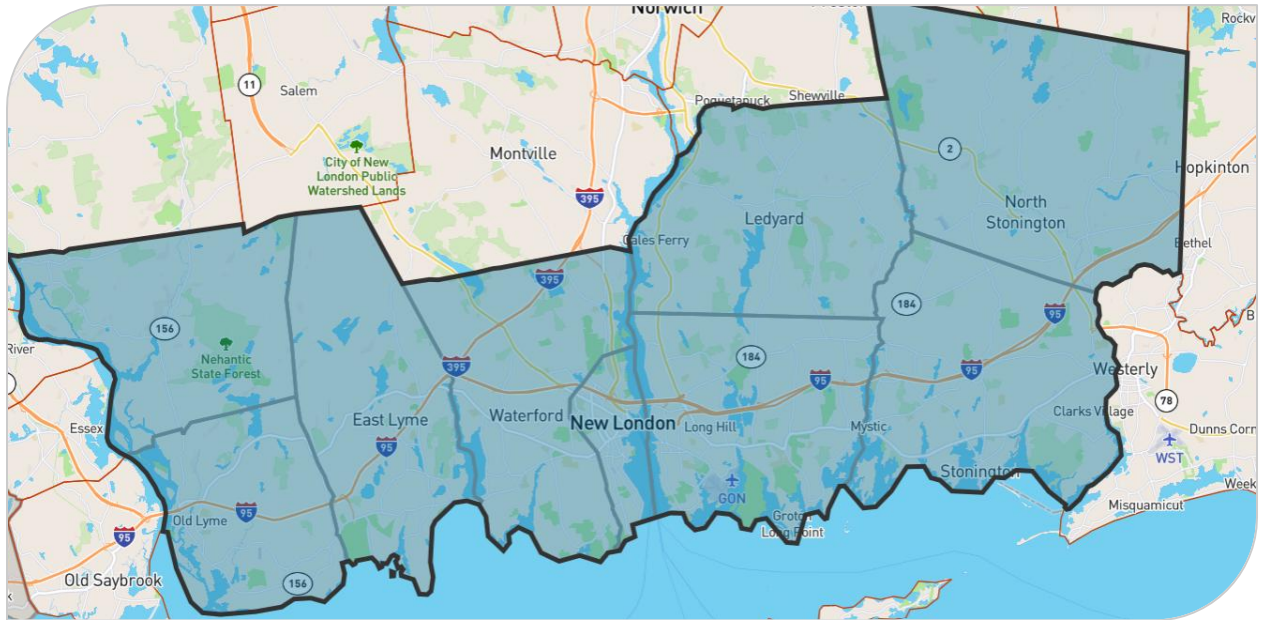 Norwich
Rockv
11
Salem
Poquetanuck
Shewville
City of New
London Public
Watershed Lands
Montville
2
Hopkinton
395
Ledyard
North
Stonington
Cales Ferry
Bethel
395
156
184
95
River
Nehantic
State Forest
184
395
95
95
Westerly
78
Essex
East Lyme
Waterford
New London
Long Hill
Mystic
Clarks Village
Dunns Corn
95
WST
Stonington
GON
Week
Old Lyme
95
Groton
Long Point
Misquamicut
95
Old Saybrook
156